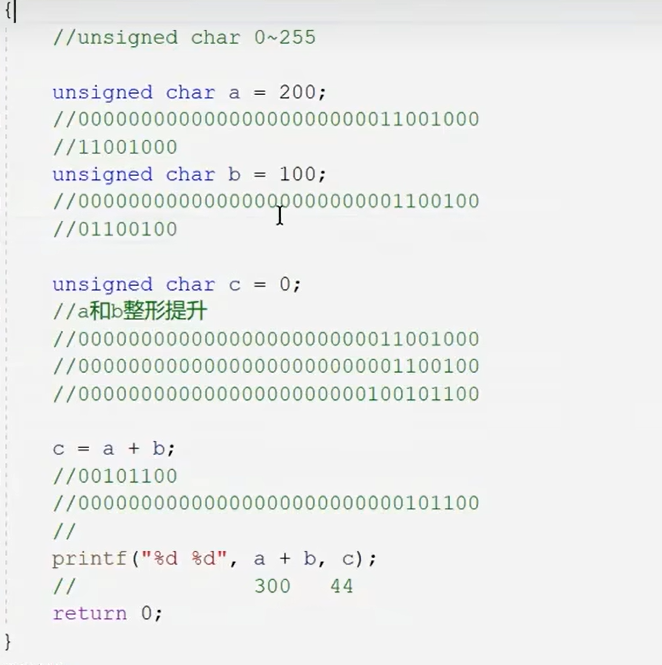 {
//unsigned char 0~255
unsigned char a = 200;
//00000000000000000000000011001000
//11001000
unsigned char b = 100;
//00000000000000000000000001100100
//01100100
unsigned char c = 0;
//a和b整形提升
//00000000000000000000000011001000
//00000000000000000000000001100100
//00000000000000000000000100101100
c = a + b;
//00101100
//00000000000000000000000000101100
//
printf("%d %d", a + b, c);
// 300 44
return 0;
}